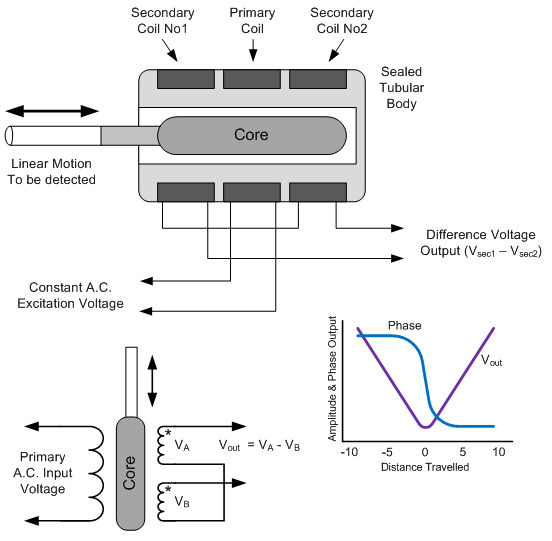 Secondary
Coil No1
Primary
Coil
Secondary
Coil No2
Sealed
Tubular
Body
Core
Linear Motion
To be detected
Difference Voltage
Output (Vsec1 – Vsec2)
Constant A.C.
Excitation Voltage
Primary
A.C. Input
Voltage
Core
* VA
Vout = VA - VB
* VB
Amplitude & Phase Output
Phase
Vout
-10 -5 0 5 10
Distance Travelled